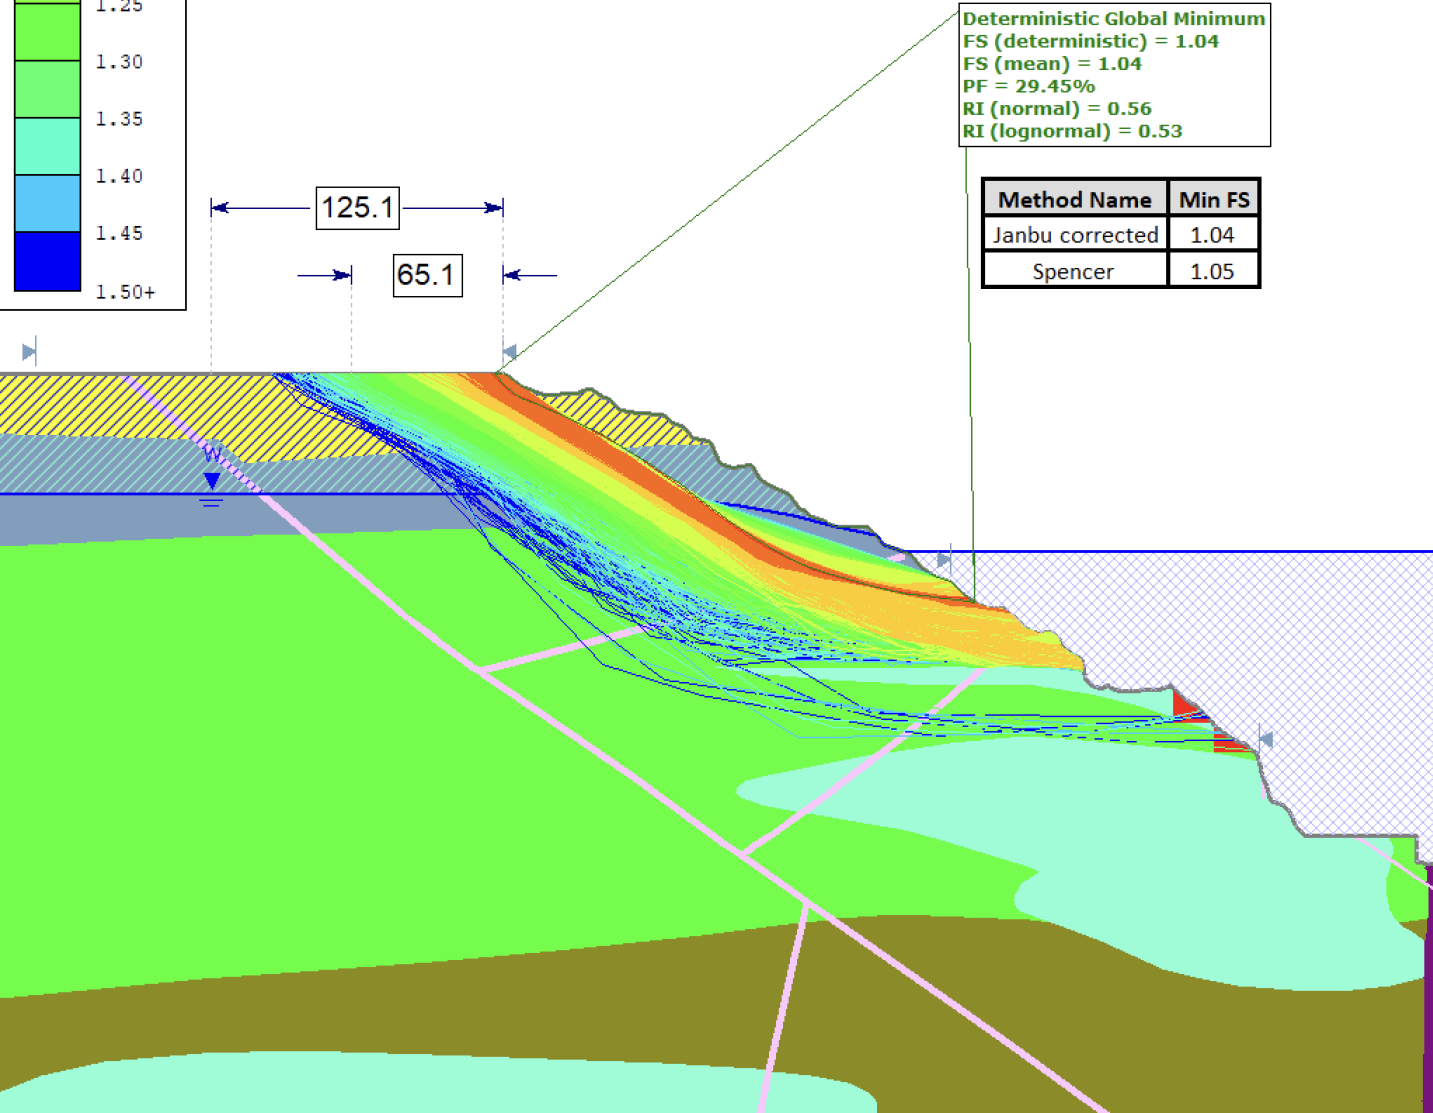 1.25
1.30
1.35
1.40
1.45
1.50+
Deterministic Global Minimum
FS (deterministic) = 1.04
FS (mean) = 1.04
PF = 29.45%
RI (normal) = 0.56
RI (lognormal) = 0.53
Method Name Min FS
Janbu corrected 1.04
Spencer 1.05
125.1
65.1
W